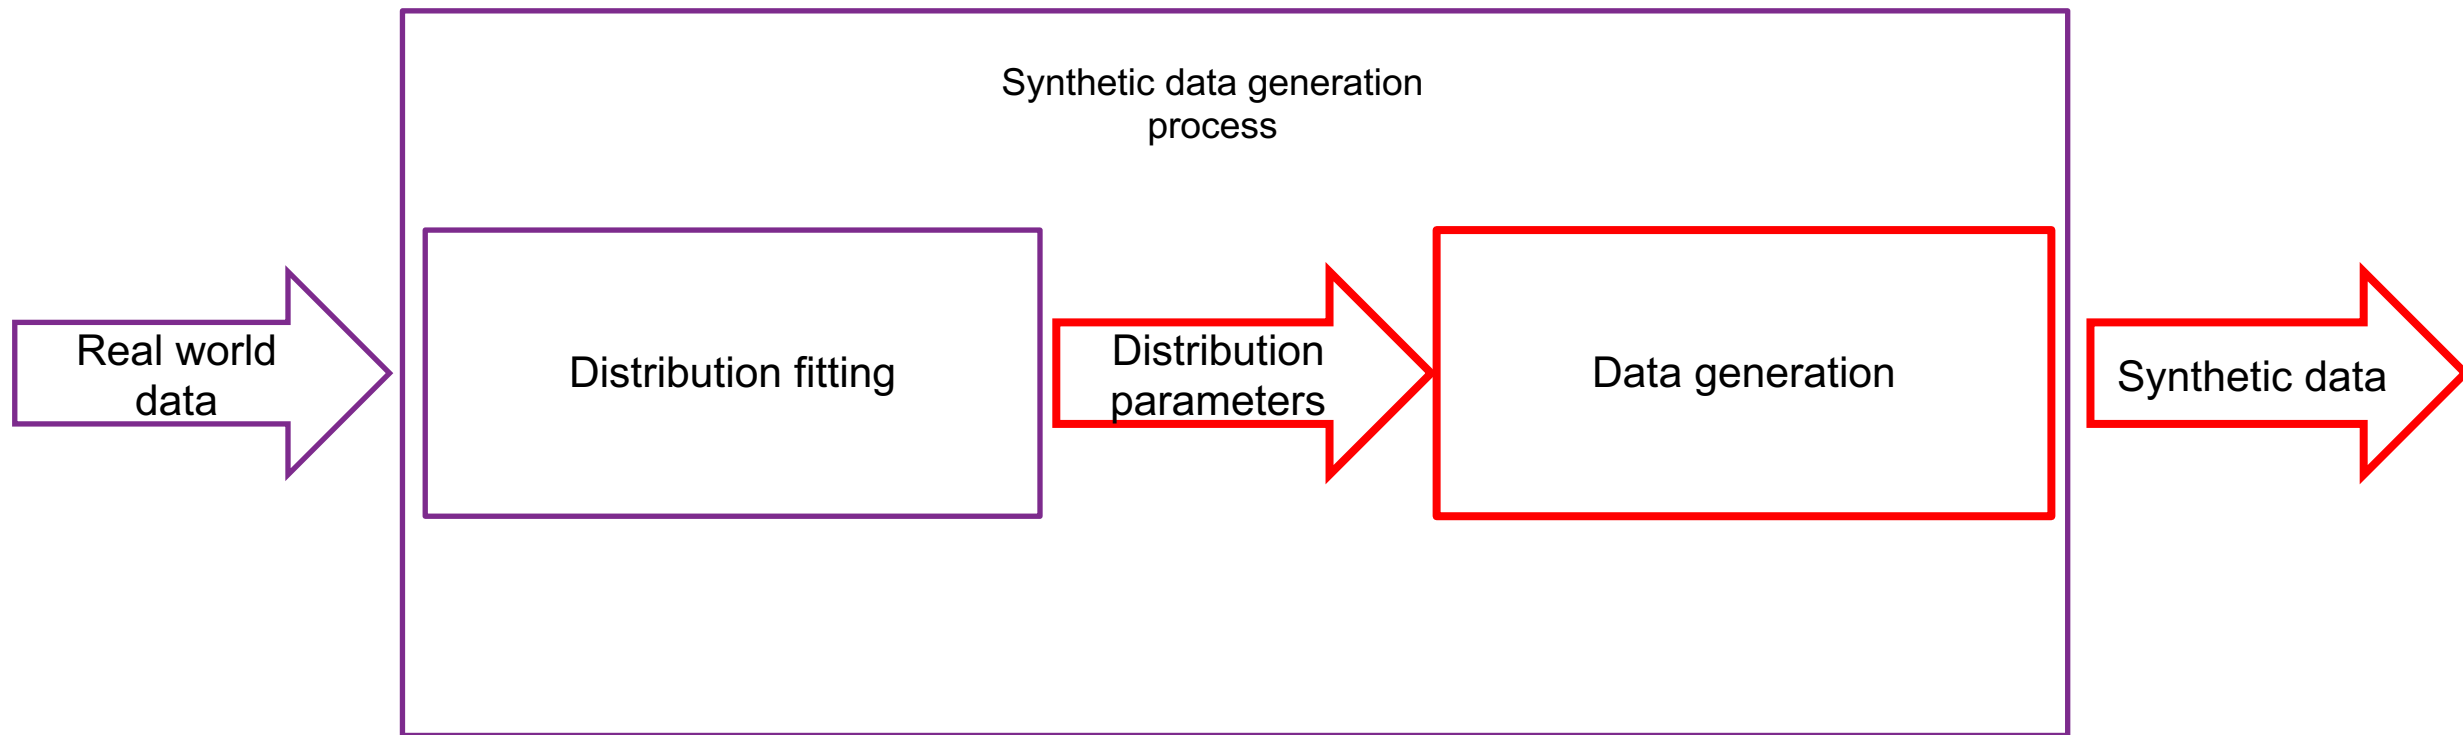 Synthetic data generation
process
Real world
data
Distribution fitting
Distribution
parameters
Data generation
Synthetic data